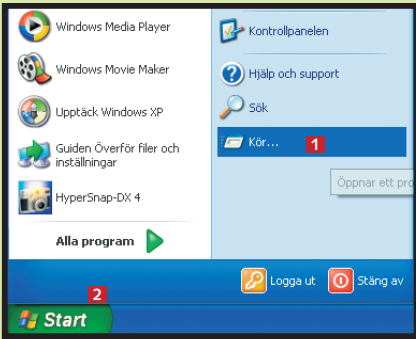 Windows Media Player
Windows Movie Maker
Upptäck Windows XP
Guiden Överför filer och
inställningar
HyperSnap-DX 4
Alla program
Kontrollpanelen
Hjälp och support
Sök
Kör...
1
Öppnar ett pro
Logga ut
Stäng av
2
Start